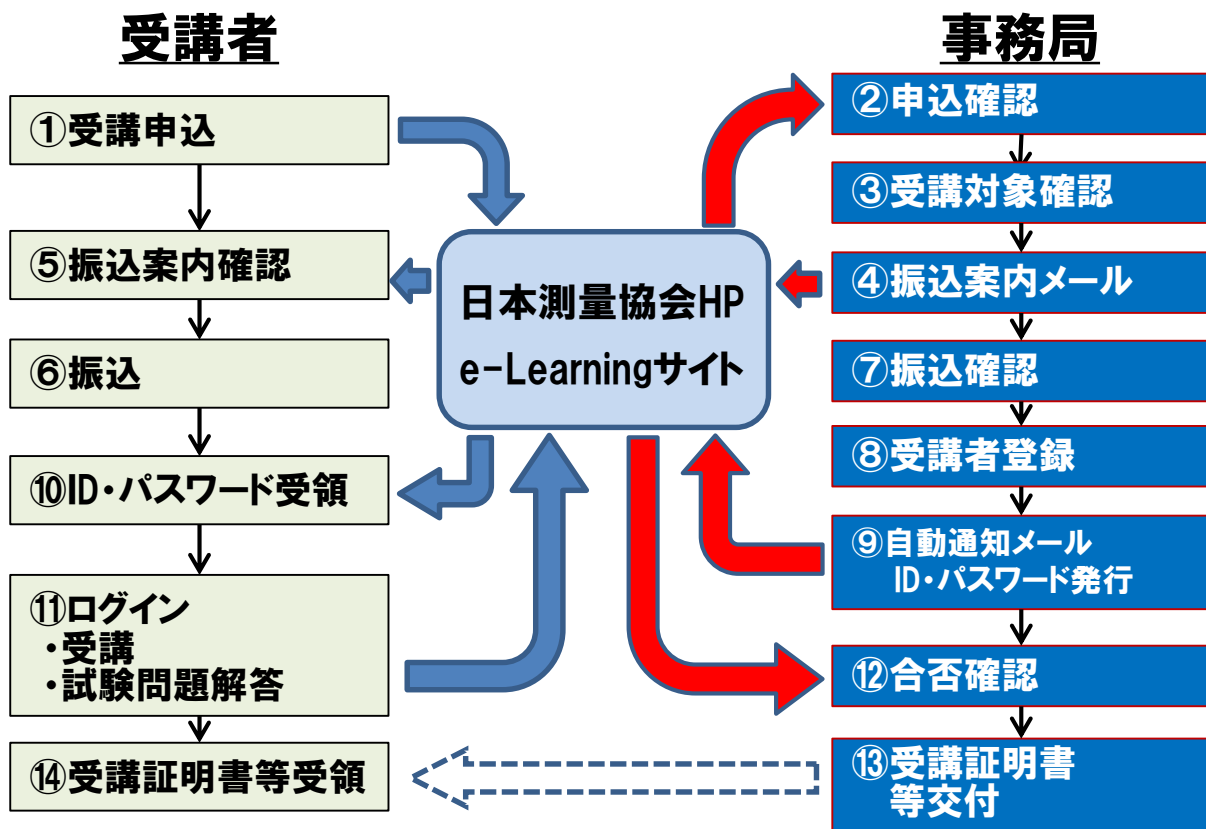 受講者
①受講申込
⑤振込案内確認
⑥振込
⑩ID・パスワード受領
⑪ログイン
・受講
・試験問題解答
⑭受講証明書等受領
日本測量協会HP
e-Learningサイト
事務局
②申込確認
③受講対象確認
④振込案内メール
⑦振込確認
⑧受講者登録
⑨自動通知メール
ID・パスワード発行
⑫合否確認
⑬受講証明書
等交付